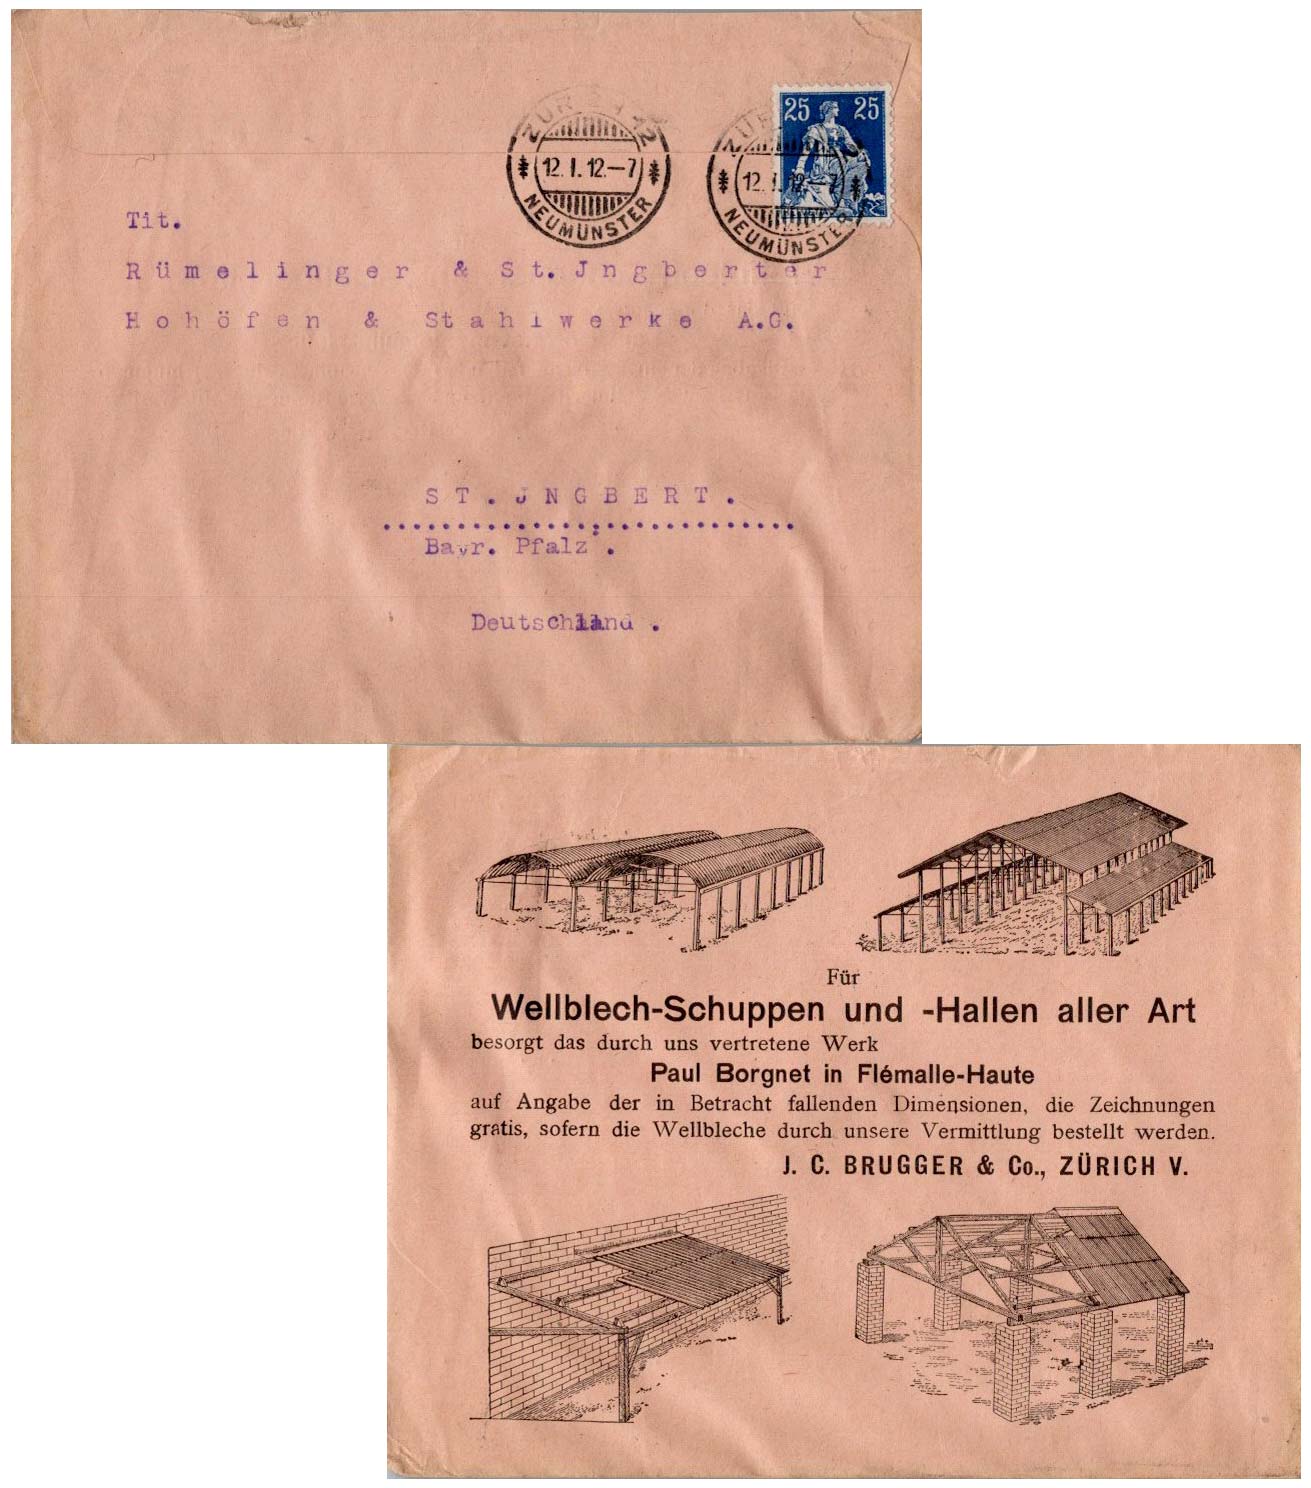 25 25
12.I.12.-7
NEUMÜNSTER
12.I.12.-7
NEUMÜNSTER
Tit.
Rümelinger & St.Jngberter
Hohöfen & Stahlwerke A.G.
ST.JNGBERT.
Bayr. Pfalz.
Deutschland.
Für
Wellblech-Schuppen und -Hallen aller Art
besorgt das durch uns vertretene Werk
Paul Borgnet in Flémalle-Haute
auf Angabe der in Betracht fallenden Dimensionen, die Zeichnungen
gratis, sofern die Wellbleche durch unsere Vermittlung bestellt werden.
J. C. BRUGGER & Co., ZÜRICH V.